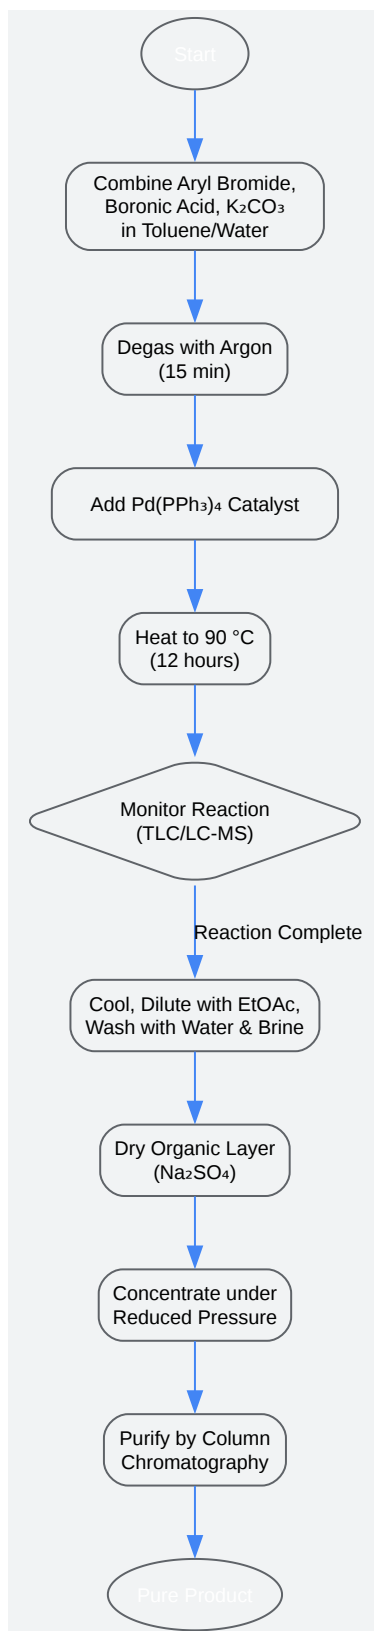 Start
Combine Aryl Bromide,
Boronic Acid, K₂CO₃
in Toluene/Water
Degas with Argon
(15 min)
Add Pd(PPh₃)₄ Catalyst
Heat to 90 °C
(12 hours)
Monitor Reaction
(TLC/LC-MS)
Reaction Complete
Cool, Dilute with EtOAc,
Wash with Water & Brine
Dry Organic Layer
(Na₂SO₄)
Concentrate under
Reduced Pressure
Purify by Column
Chromatography
Pure Product